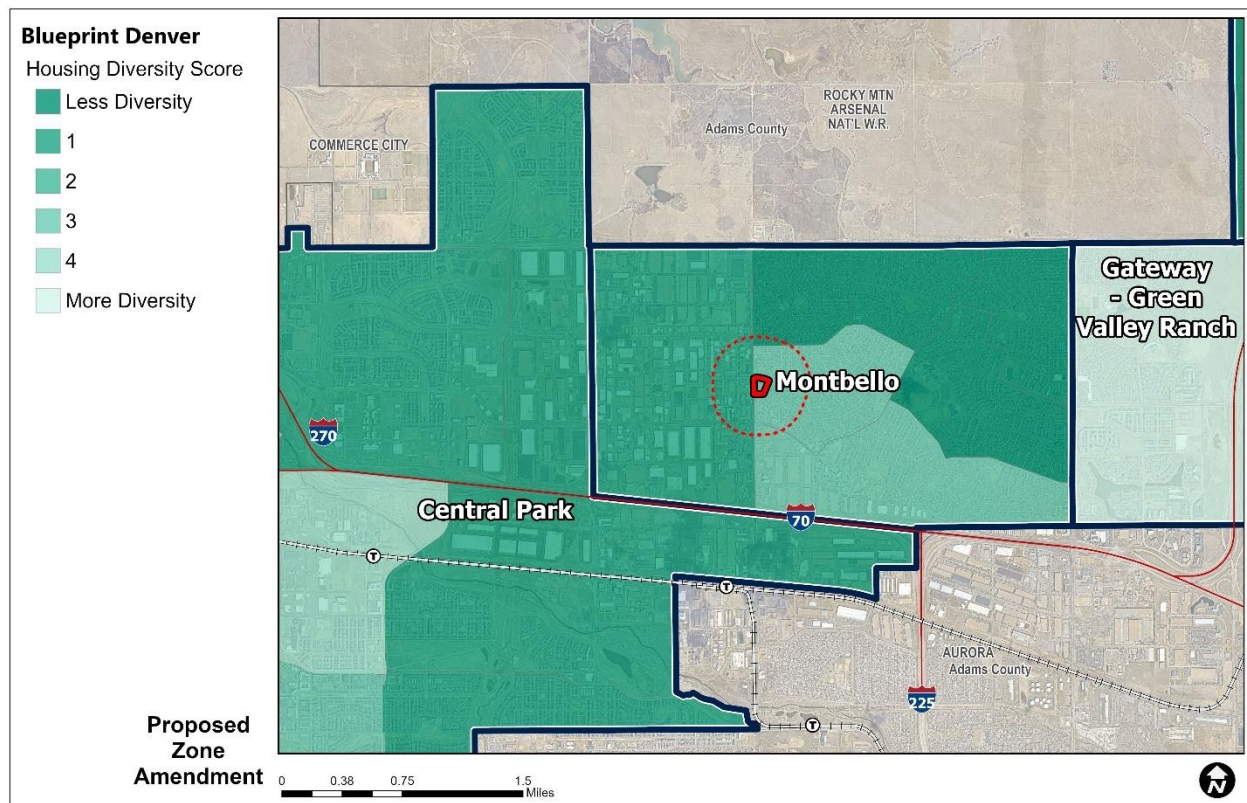 Blueprint Denver
Housing Diversity Score
Less Diversity
1
2
3
4
More Diversity
COMMERCE CITY
Adams County
ROCKY MTN
ARSENAL
NAT'L W.R.
Gateway
- Green
Valley Ranch
Montbello
270
Central Park
70
T
T
AURORA
Adams County
225
T
Proposed
Zone
Amendment
0 0.38 0.75 1.5
Miles
N